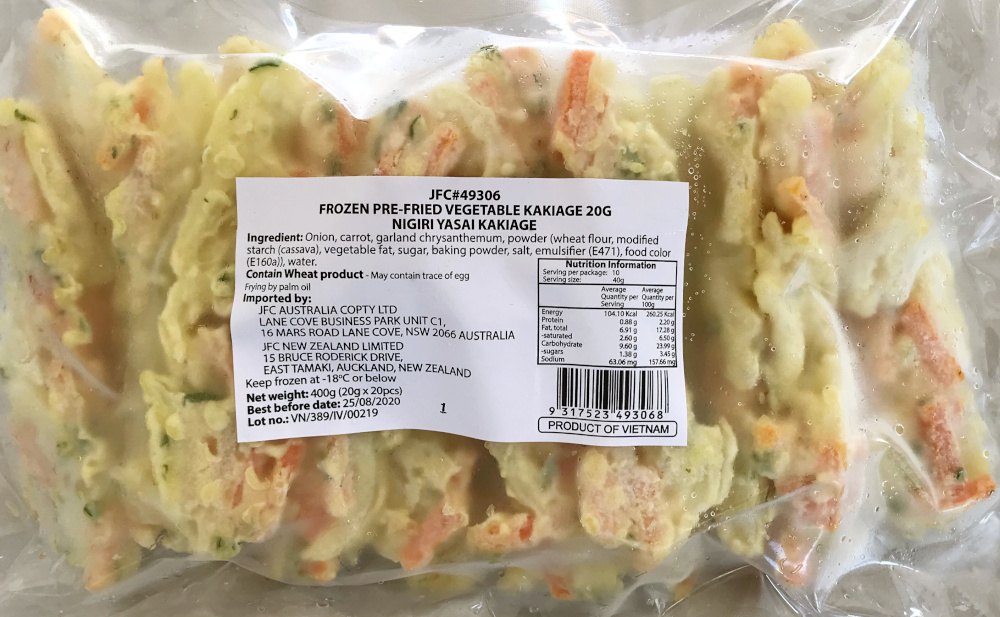 JFC#49306
FROZEN PRE-FRIED VEGETABLE KAKIAGE 20G
NIGIRI YASAI KAKIAGE
Ingredient: Onion, carrot, garland chrysanthemum, powder (wheat flour, modified
starch (cassava), vegetable fat, sugar, baking powder, salt, emulsifier (E471), food color
(E160a)), water.
Contain Wheat product - May contain trace of egg
Frying by palm oil
Imported by:
JFC AUSTRALIA COPTY LTD
LANE COVE BUSINESS PARK UNIT C1,
16 MARS ROAD LANE COVE, NSW 2066 AUSTRALIA
JFC NEW ZEALAND LIMITED
15 BRUCE RODERICK DRIVE,
EAST TAMAKI, AUCKLAND, NEW ZEALAND
Keep frozen at -18°C or below
Net weight: 400g (20g x 20pcs)
Best before date: 25/08/2020
Lot no.: VN/389/IV/00219
1
Nutrition Information
Serving per package: 10
Serving size: 40g
Average Quantity per Serving Average Quantity per 100g
Energy 104.10 Kcal 260.25 Kcal
Protein 0.88 g 2.20 g
Fat, total 6.91 g 17.28 g
-saturated 2.60 g 6.50 g
Carbohydrate 9.60 g 23.99 g
-sugars 1.38 g 3.45 g
Sodium 63.06 mg 157.66 mg
9 317523 493068
PRODUCT OF VIETNAM